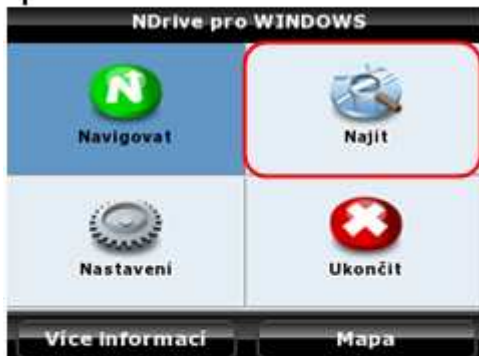 NDrive pro WINDOWS
Navigovat
Najít
Nastavení
Ukončit
Více Informací
Mapa